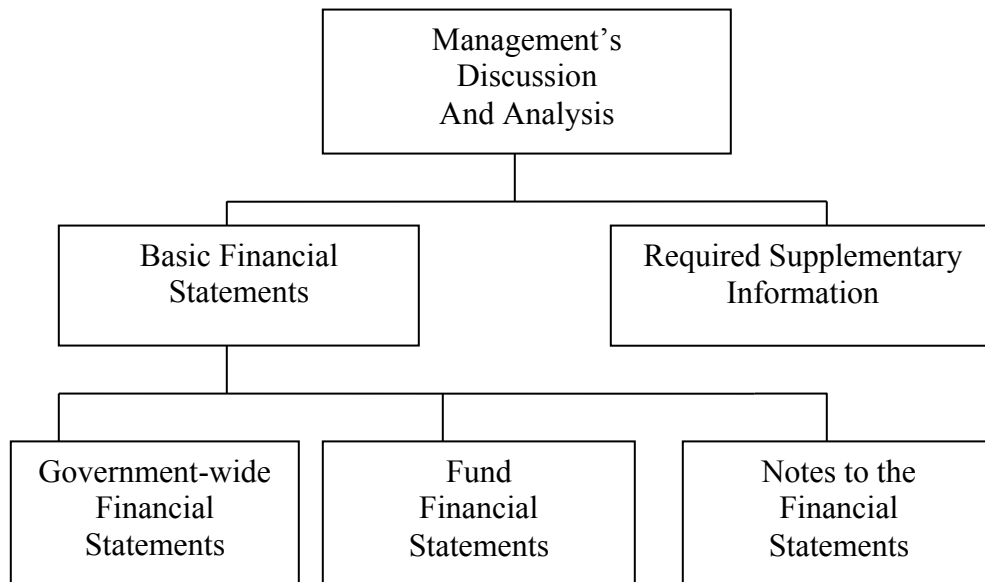 Management’s
Discussion
And Analysis
Basic Financial
Statements
Required Supplementary
Information
Government-wide
Financial
Statements
Fund
Financial
Statements
Notes to the
Financial
Statements